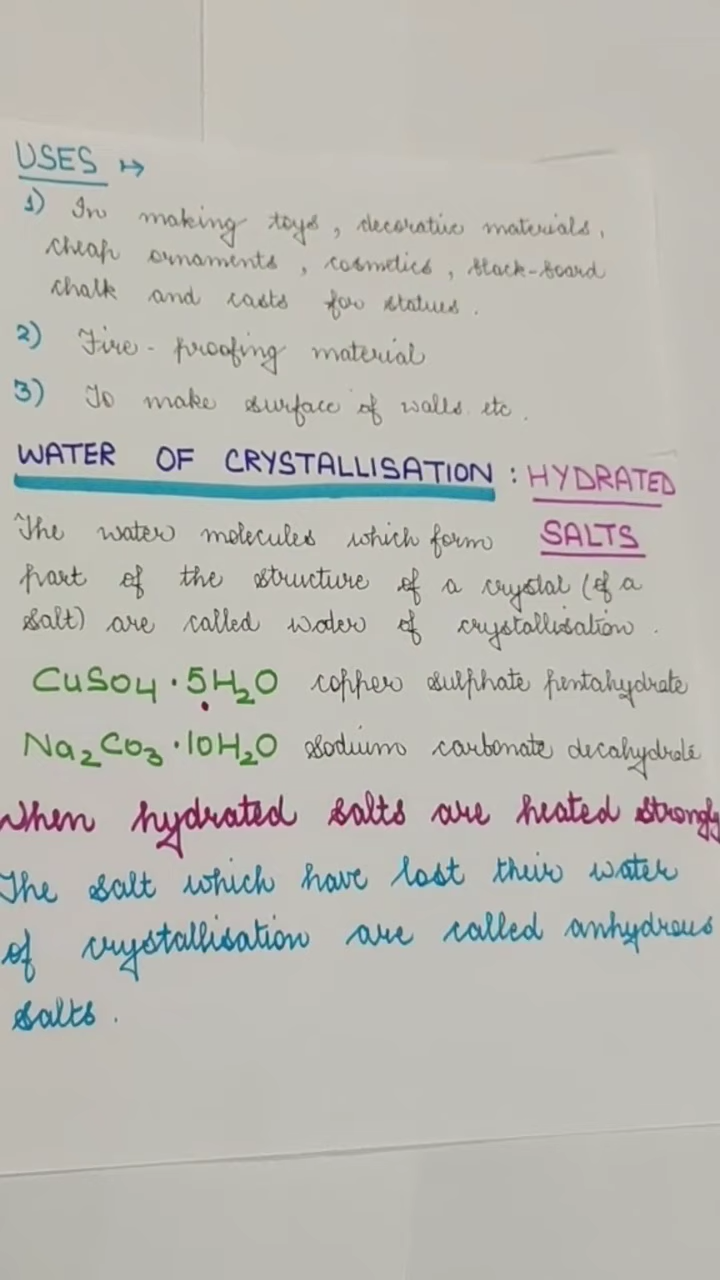 USES ↦
1) In making toys, decorative materials,
cheap ornaments, cosmetics, black-board
chalk and casts for statues.
2) Fire-proofing material
3) To make surface of walls etc.
WATER OF CRYSTALLISATION : HYDRATED
SALTS
The water molecules which form
part of the structure of a crystal (of a
salt) are called water of crystallisation.
CuSO4·5H2O copper sulphate pentahydrate
Na2CO3·10H2O sodium carbonate decahydrate
When hydrated salts are heated strongly
The salt which have lost their water
of crystallisation are called anhydrous
salts.